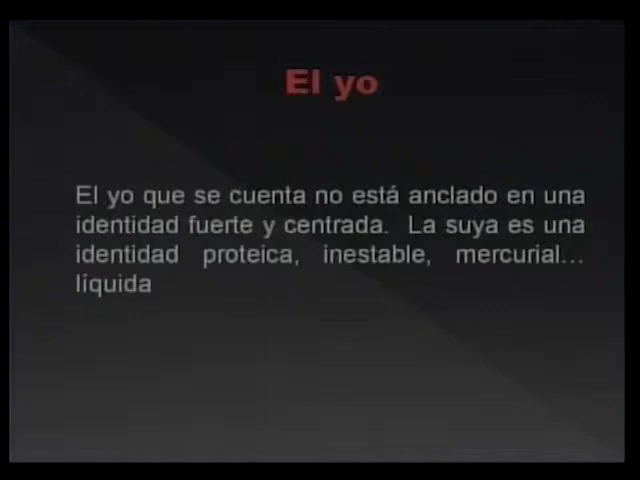 El yo
El yo que se cuenta no está anclado en una
identidad fuerte y centrada. La suya es una
identidad proteica, inestable, mercurial...
líquida